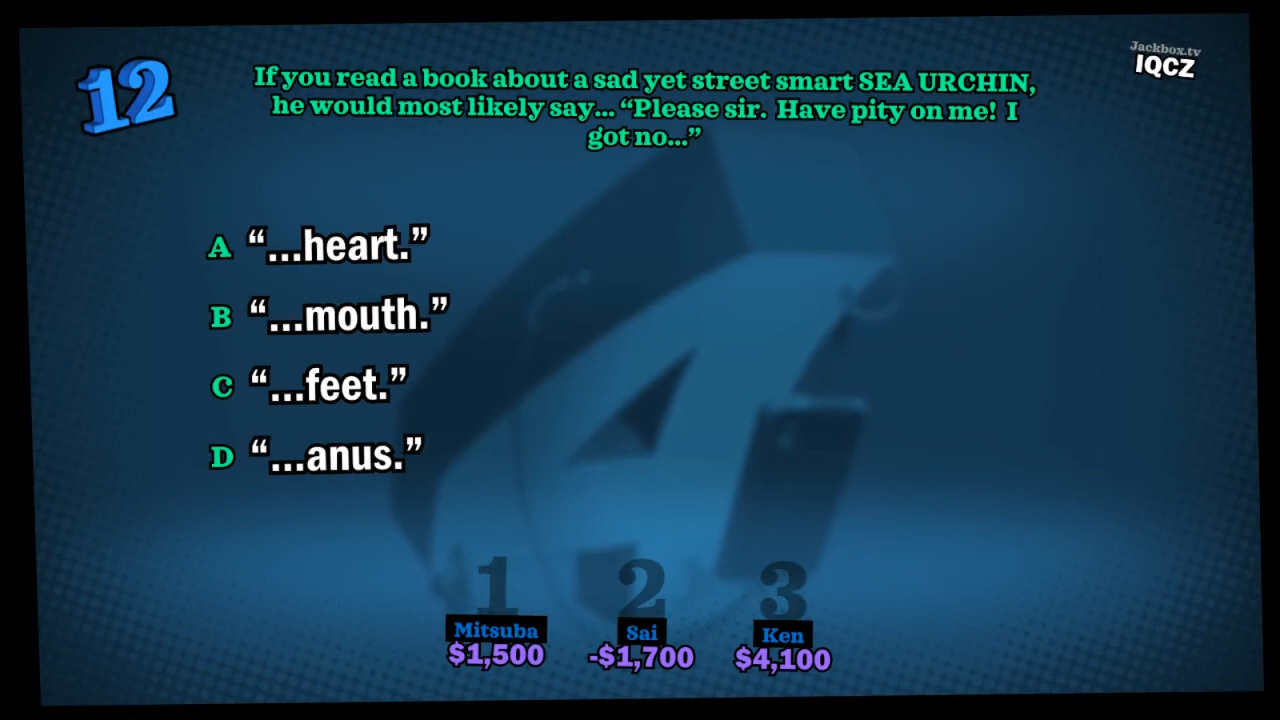 12
Jackbox.tv
IQCZ
If you read a book about a sad yet street smart SEA URCHIN,
he would most likely say... “Please sir.  Have pity on me!  I
got no...”
A “...heart.”
B “...mouth.”
C “...feet.”
D “...anus.”
1 2 3
Mitsuba Sai Ken
$1,500 -$1,700 $4,100